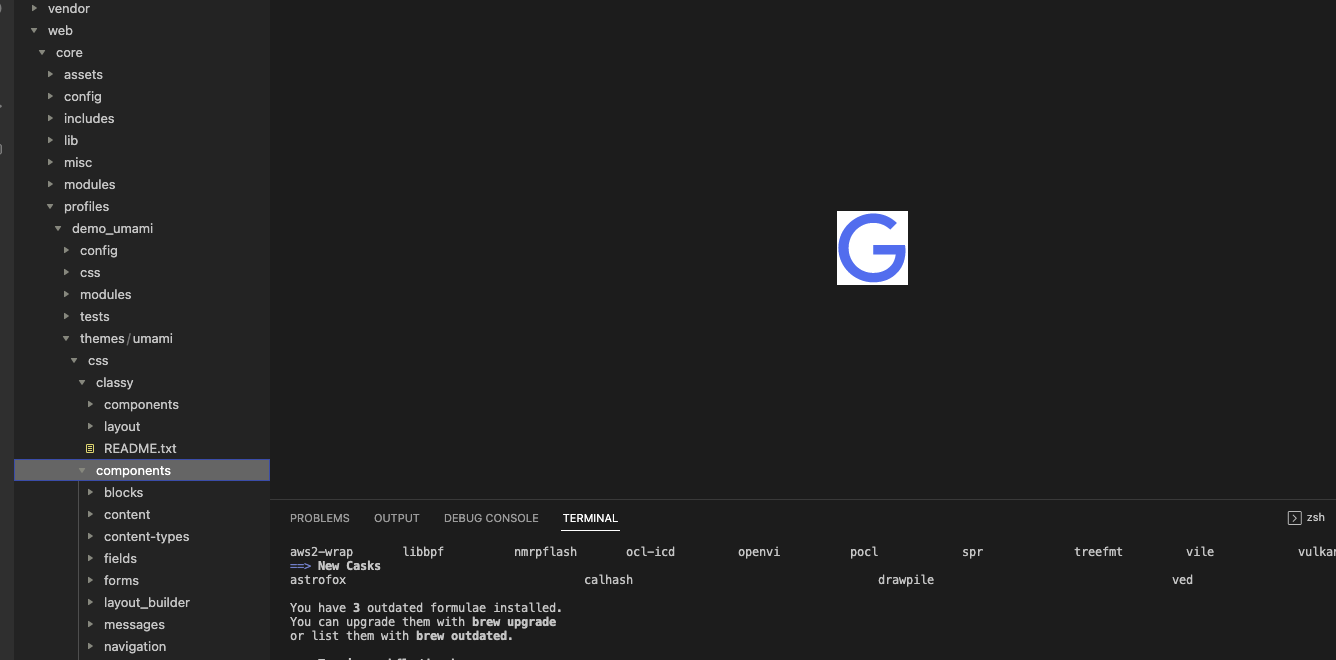 vendor
web
core
assets
config
includes
lib
misc
modules
profiles
demo_umami
config
css
modules
tests
themes/umami
css
classy
components
layout
README.txt
components
blocks
content
content-types
fields
forms
layout_builder
messages
navigation
G
PROBLEMS OUTPUT DEBUG CONSOLE TERMINAL zsh
aws2-wrap libbpf nmrpflash ocl-icd openvi pocl spr treefmt vile vulkan
==> New Casks
astrofox calhash drawpile ved
You have 3 outdated formulae installed.
You can upgrade them with brew upgrade
or list them with brew outdated.